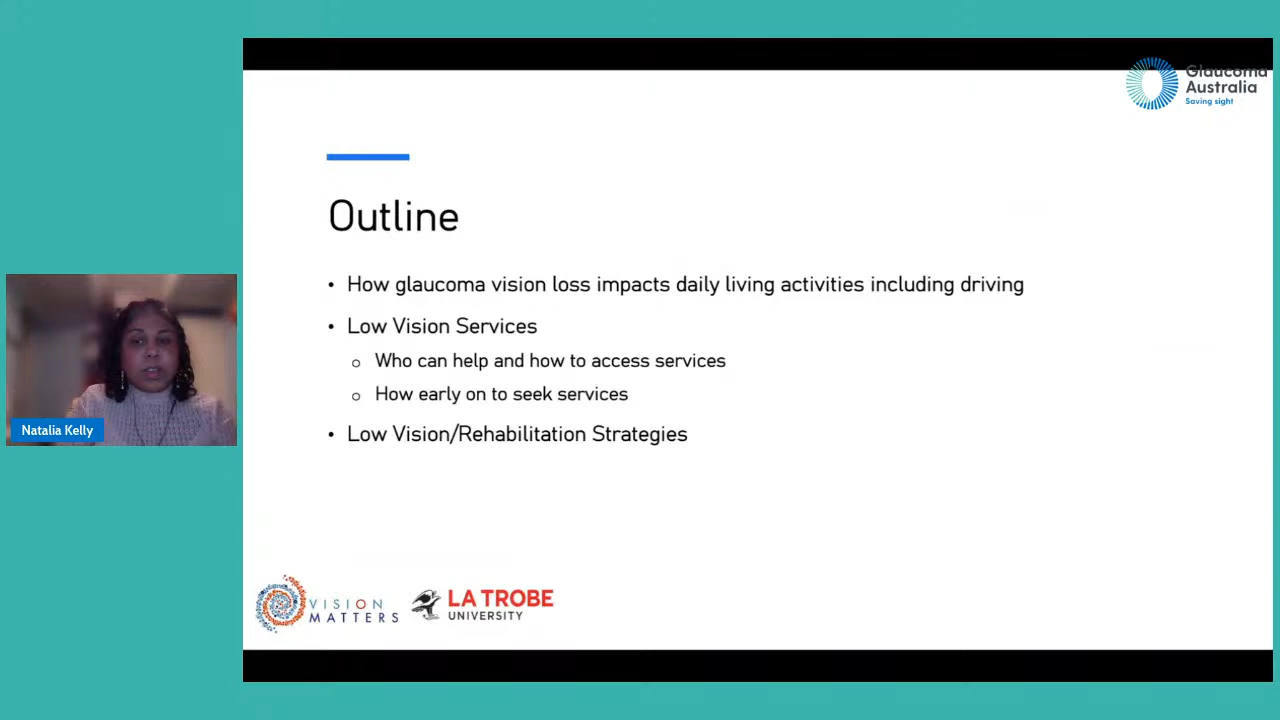 Glaucoma
Australia
Saving sight
Outline
• How glaucoma vision loss impacts daily living activities including driving
• Low Vision Services
o Who can help and how to access services
o How early on to seek services
• Low Vision/Rehabilitation Strategies
Natalia Kelly
VISION
MATTERS
LA TROBE
UNIVERSITY